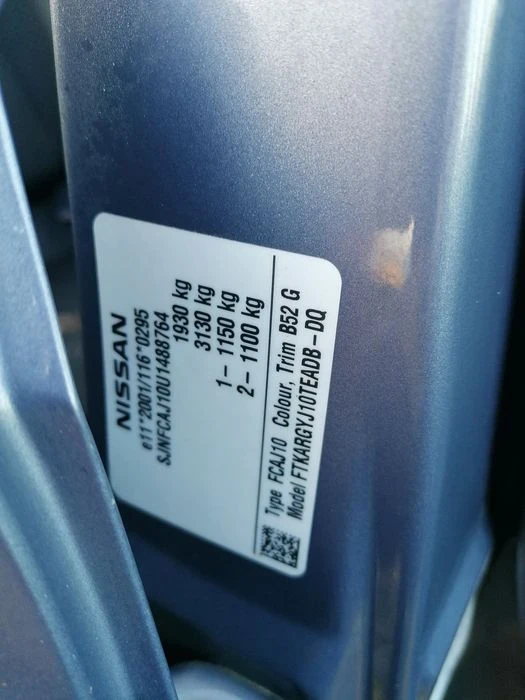 NISSAN
e11*2001/116*0295
SJNFCAJ10U1488764
1930 kg
3130 kg
1- 1150 kg
2- 1100 kg
Type FCAJ10 Colour, Trim B52 G
Model FTKARGYJ10TEADB-DQ